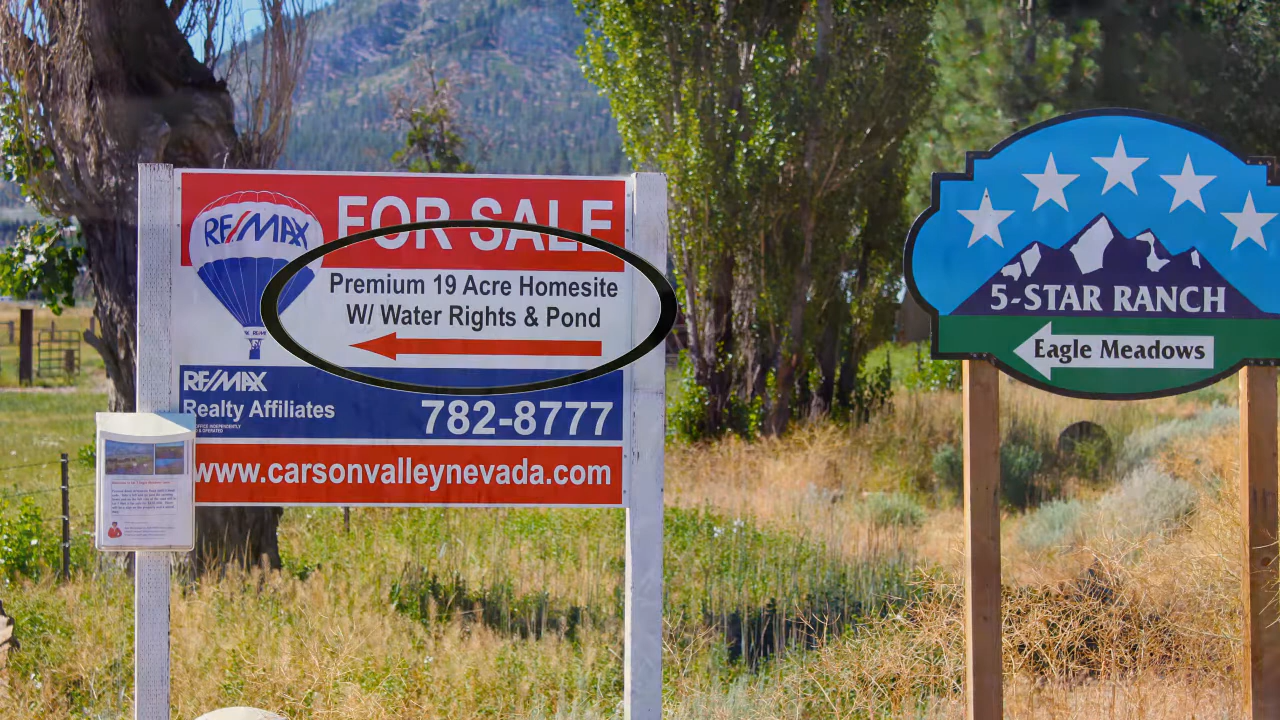 RE/MAX
FOR SALE
Premium 19 Acre Homesite
W/ Water Rights & Pond
RE/MAX
Realty Affiliates
782-8777
www.carsonvalleynevada.com
5-STAR RANCH
Eagle Meadows